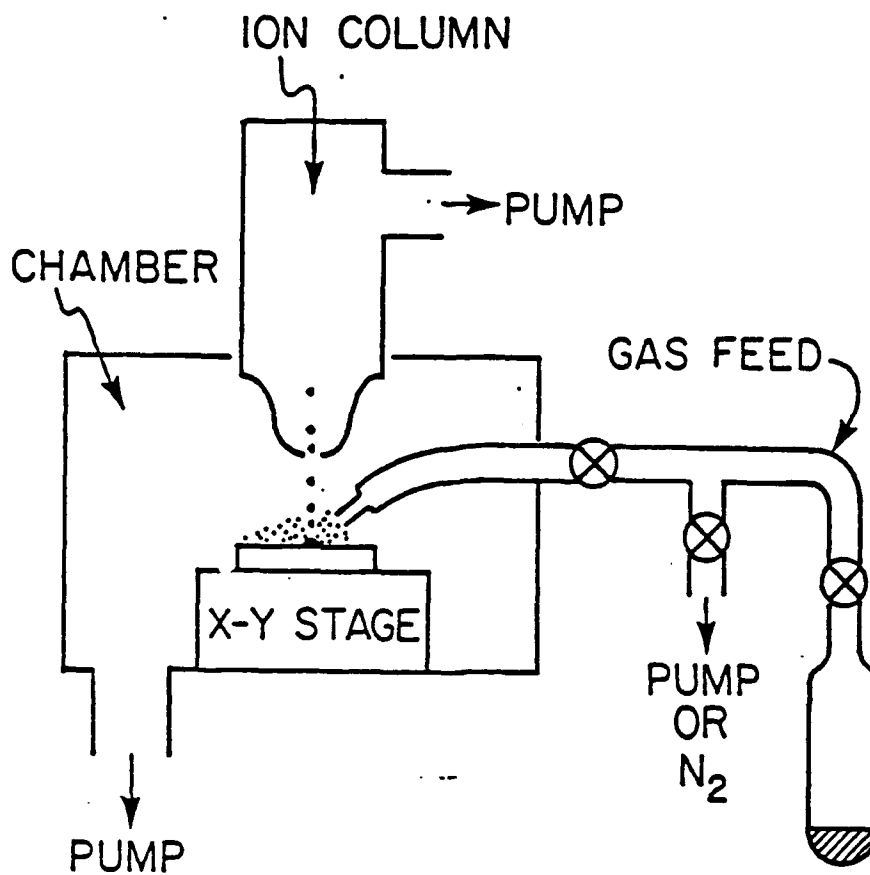 ION COLUMN
PUMP
CHAMBER
GAS FEED
X-Y STAGE
PUMP
OR
N₂
PUMP